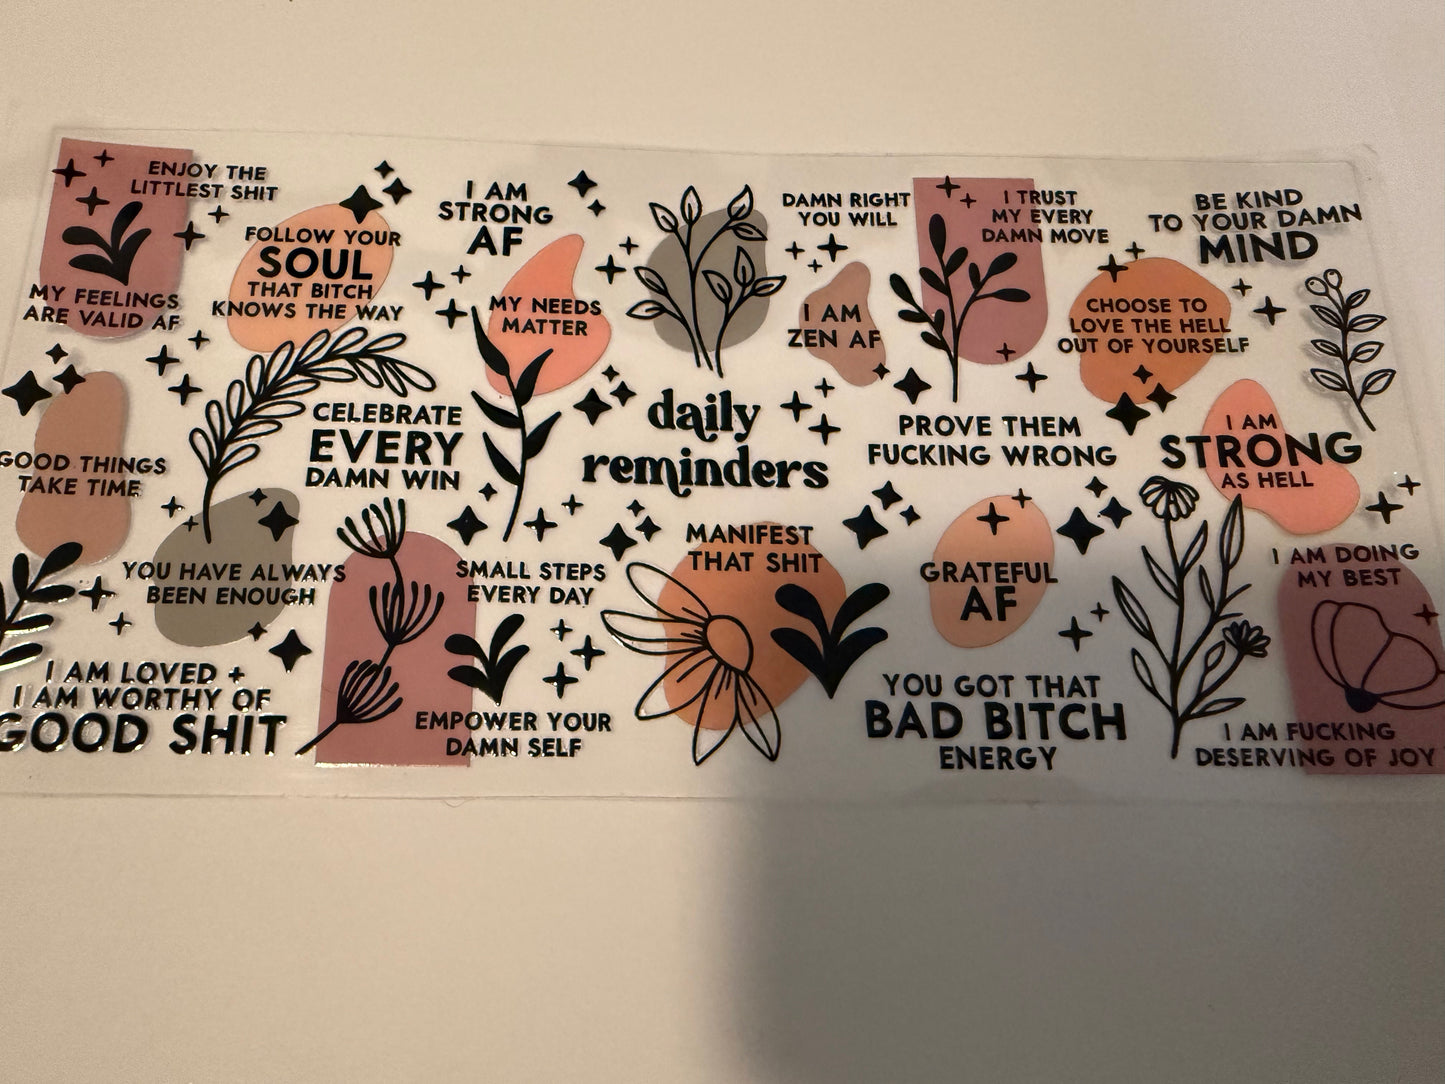 ENJOY THE
LITTLEST SHIT
MY FEELINGS
ARE VALID AF
FOLLOW YOUR
SOUL
THAT BITCH
KNOWS THE WAY
I AM
STRONG
AF
MY NEEDS
MATTER
DAMN RIGHT
YOU WILL
I AM
ZEN AF
I TRUST
MY EVERY
DAMN MOVE
BE KIND
TO YOUR DAMN
MIND
CHOOSE TO
LOVE THE HELL
OUT OF YOURSELF
GOOD THINGS
TAKE TIME
CELEBRATE
EVERY
DAMN WIN
daily
reminders
PROVE THEM
FUCKING WRONG
I AM
STRONG
AS HELL
YOU HAVE ALWAYS
BEEN ENOUGH
SMALL STEPS
EVERY DAY
MANIFEST
THAT SHIT
GRATEFUL
AF
I AM DOING
MY BEST
I AM LOVED +
I AM WORTHY OF
GOOD SHIT
EMPOWER YOUR
DAMN SELF
YOU GOT THAT
BAD BITCH
ENERGY
I AM FUCKING
DESERVING OF JOY